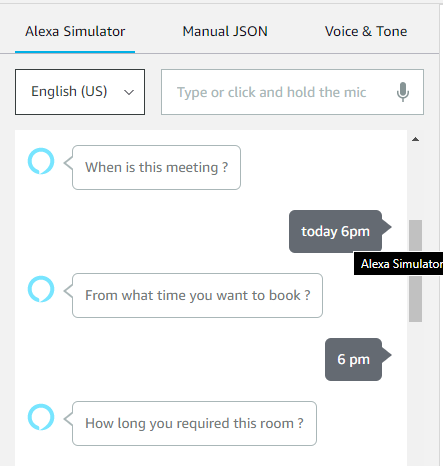 Alexa Simulator Manual JSON Voice & Tone
English (US) Type or click and hold the mic
When is this meeting ?
today 6pm
Alexa Simulator
From what time you want to book ?
6 pm
How long you required this room ?